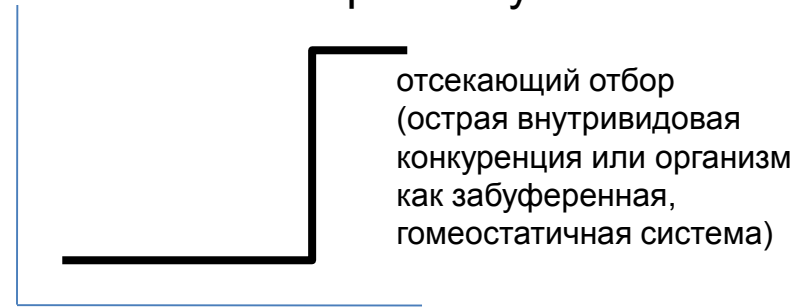 отсекающий отбор
(острая внутривидовая
конкуренция или организм
как забуференная,
гомеостатичная система)